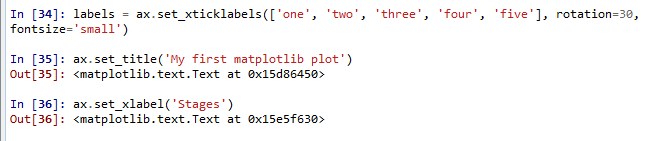 In [34]: labels = ax.set_xticklabels(['one', 'two', 'three', 'four', 'five'], rotation=30,
fontsize='small')
In [35]: ax.set_title('My first matplotlib plot')
Out[35]: <matplotlib.text.Text at 0x15d86450>
In [36]: ax.set_xlabel('Stages')
Out[36]: <matplotlib.text.Text at 0x15e5f630>